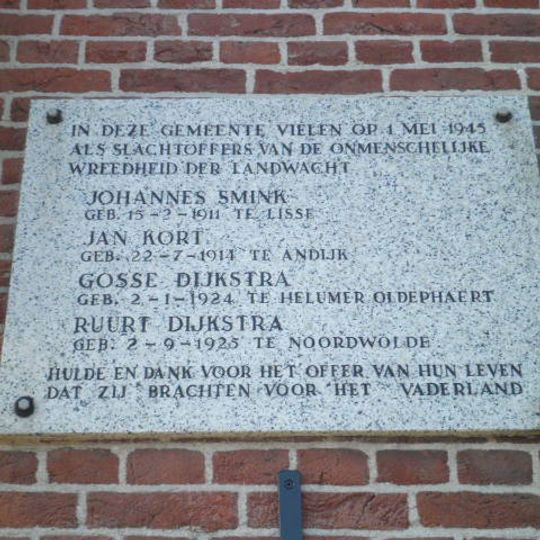 IN DEZE GEMEENTE VIELEN OP 1 MEI 1945
ALS SLACHTOFFERS VAN DE ONMENSCHELIJKE
WREEDHEID DER LANDWACHT
JOHANNES SMINK
GEB. 15-2-1911 TE LISSE
JAN KORT
GEB. 22-7-1914 TE ANDIJK
GOSSE DIJKSTRA
GEB. 2-1-1924 TE HELUMER OLDEPHAERT
RUURT DIJKSTRA
GEB. 2-9-1925 TE NOORDWOLDE
HULDE EN DANK VOOR HET OFFER VAN HUN LEVEN
DAT ZIJ BRACHTEN VOOR HET VADERLAND